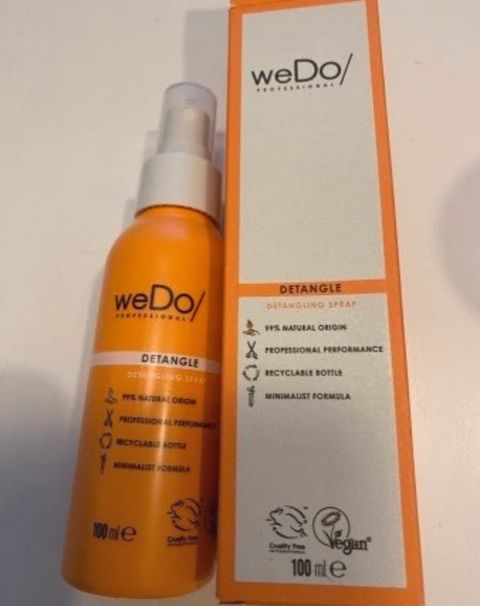 weDo/
PROFESSIONAL
DETANGLE
DETANGLING SPRAY
99% NATURAL ORIGIN
PROFESSIONAL PERFORMANCE
RECYCLABLE BOTTLE
MINIMALIST FORMULA
Cruelty Free
100 ml e
weDo/
PROFESSIONAL
DETANGLE
DETANGLING SPRAY
99% NATURAL ORIGIN
PROFESSIONAL PERFORMANCE
RECYCLABLE BOTTLE
MINIMALIST FORMULA
Cruelty Free
Vegan
100 ml e